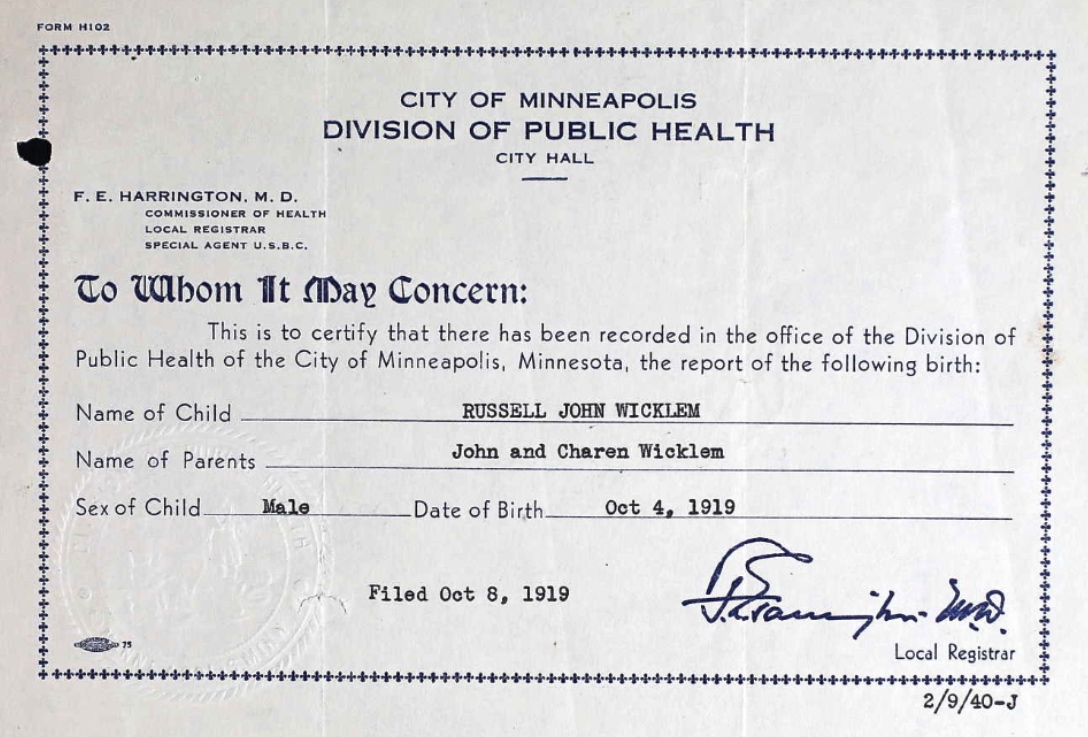 FORM H102
CITY OF MINNEAPOLIS
DIVISION OF PUBLIC HEALTH
CITY HALL
F. E. HARRINGTON, M. D.
COMMISSIONER OF HEALTH
LOCAL REGISTRAR
SPECIAL AGENT U.S.B.C.
To Whom It May Concern:
This is to certify that there has been recorded in the office of the Division of
Public Health of the City of Minneapolis, Minnesota, the report of the following birth:
Name of Child RUSSELL JOHN WICKLEM
Name of Parents John and Charen Wicklem
Sex of Child Male Date of Birth Oct 4, 1919
Filed Oct 8, 1919
F. E. Harrington M.D.
75
Local Registrar
2/9/40-J